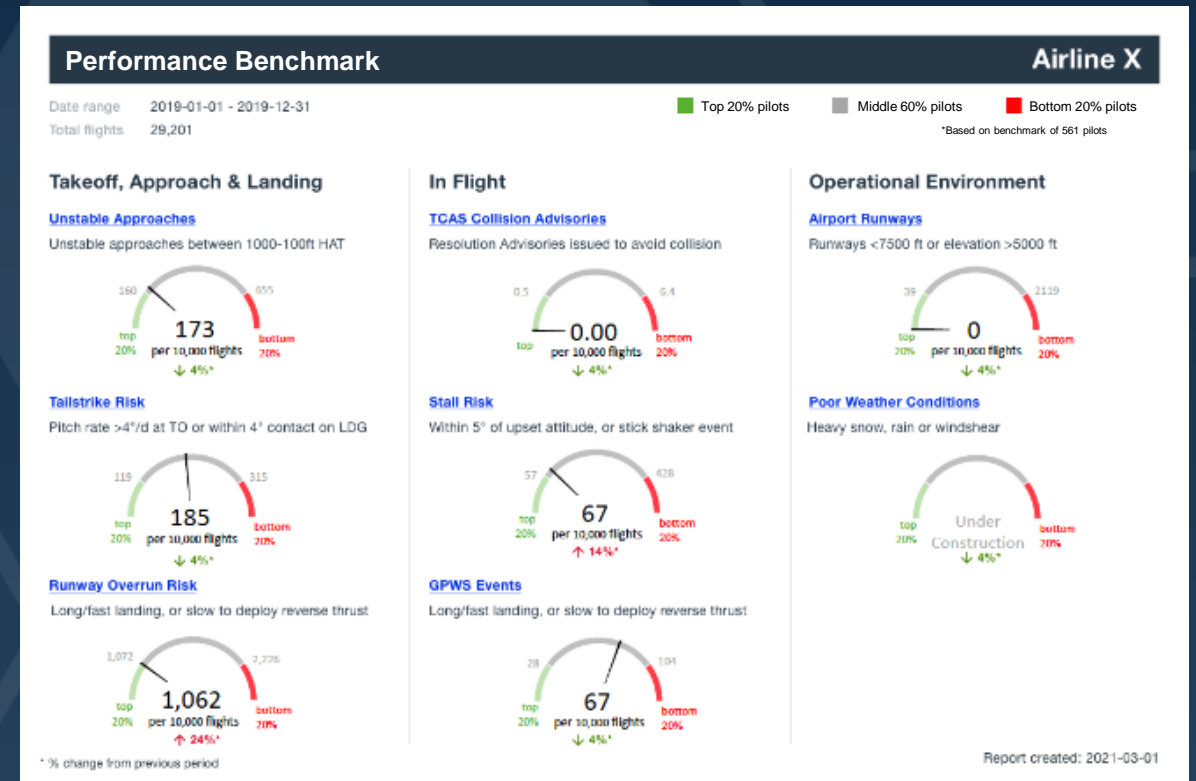 Performance Benchmark
Airline X
Date range 2019-01-01 - 2019-12-31
Total flights 29,201
Top 20% pilots
Middle 60% pilots
Bottom 20% pilots
*Based on benchmark of 561 pilots
Takeoff, Approach & Landing
Unstable Approaches
Unstable approaches between 1000-100ft HAT
160
655
173
top
20%
per 10,000 flights
bottom
20%
↓ 4%*
Tailstrike Risk
Pitch rate >4°/d at TO or within 4° contact on LDG
119
315
185
top
20%
per 10,000 flights
bottom
20%
↓ 4%*
Runway Overrun Risk
Long/fast landing, or slow to deploy reverse thrust
1,072
2,226
1,062
top
20%
per 10,000 flights
bottom
20%
↑ 24%*
In Flight
TCAS Collision Advisories
Resolution Advisories issued to avoid collision
0.5
6.4
0.00
top
per 10,000 flights
bottom
20%
↓ 4%*
Stall Risk
Within 5° of upset attitude, or stick shaker event
57
428
67
top
20%
per 10,000 flights
bottom
20%
↑ 14%*
GPWS Events
Long/fast landing, or slow to deploy reverse thrust
28
104
67
top
20%
per 10,000 flights
bottom
20%
↓ 4%*
Operational Environment
Airport Runways
Runways <7500 ft or elevation >5000 ft
39
2119
0
top
20%
per 10,000 flights
bottom
20%
↓ 4%*
Poor Weather Conditions
Heavy snow, rain or windshear
top
20%
Under
Construction
bottom
20%
↓ 4%*
* % change from previous period
Report created: 2021-03-01